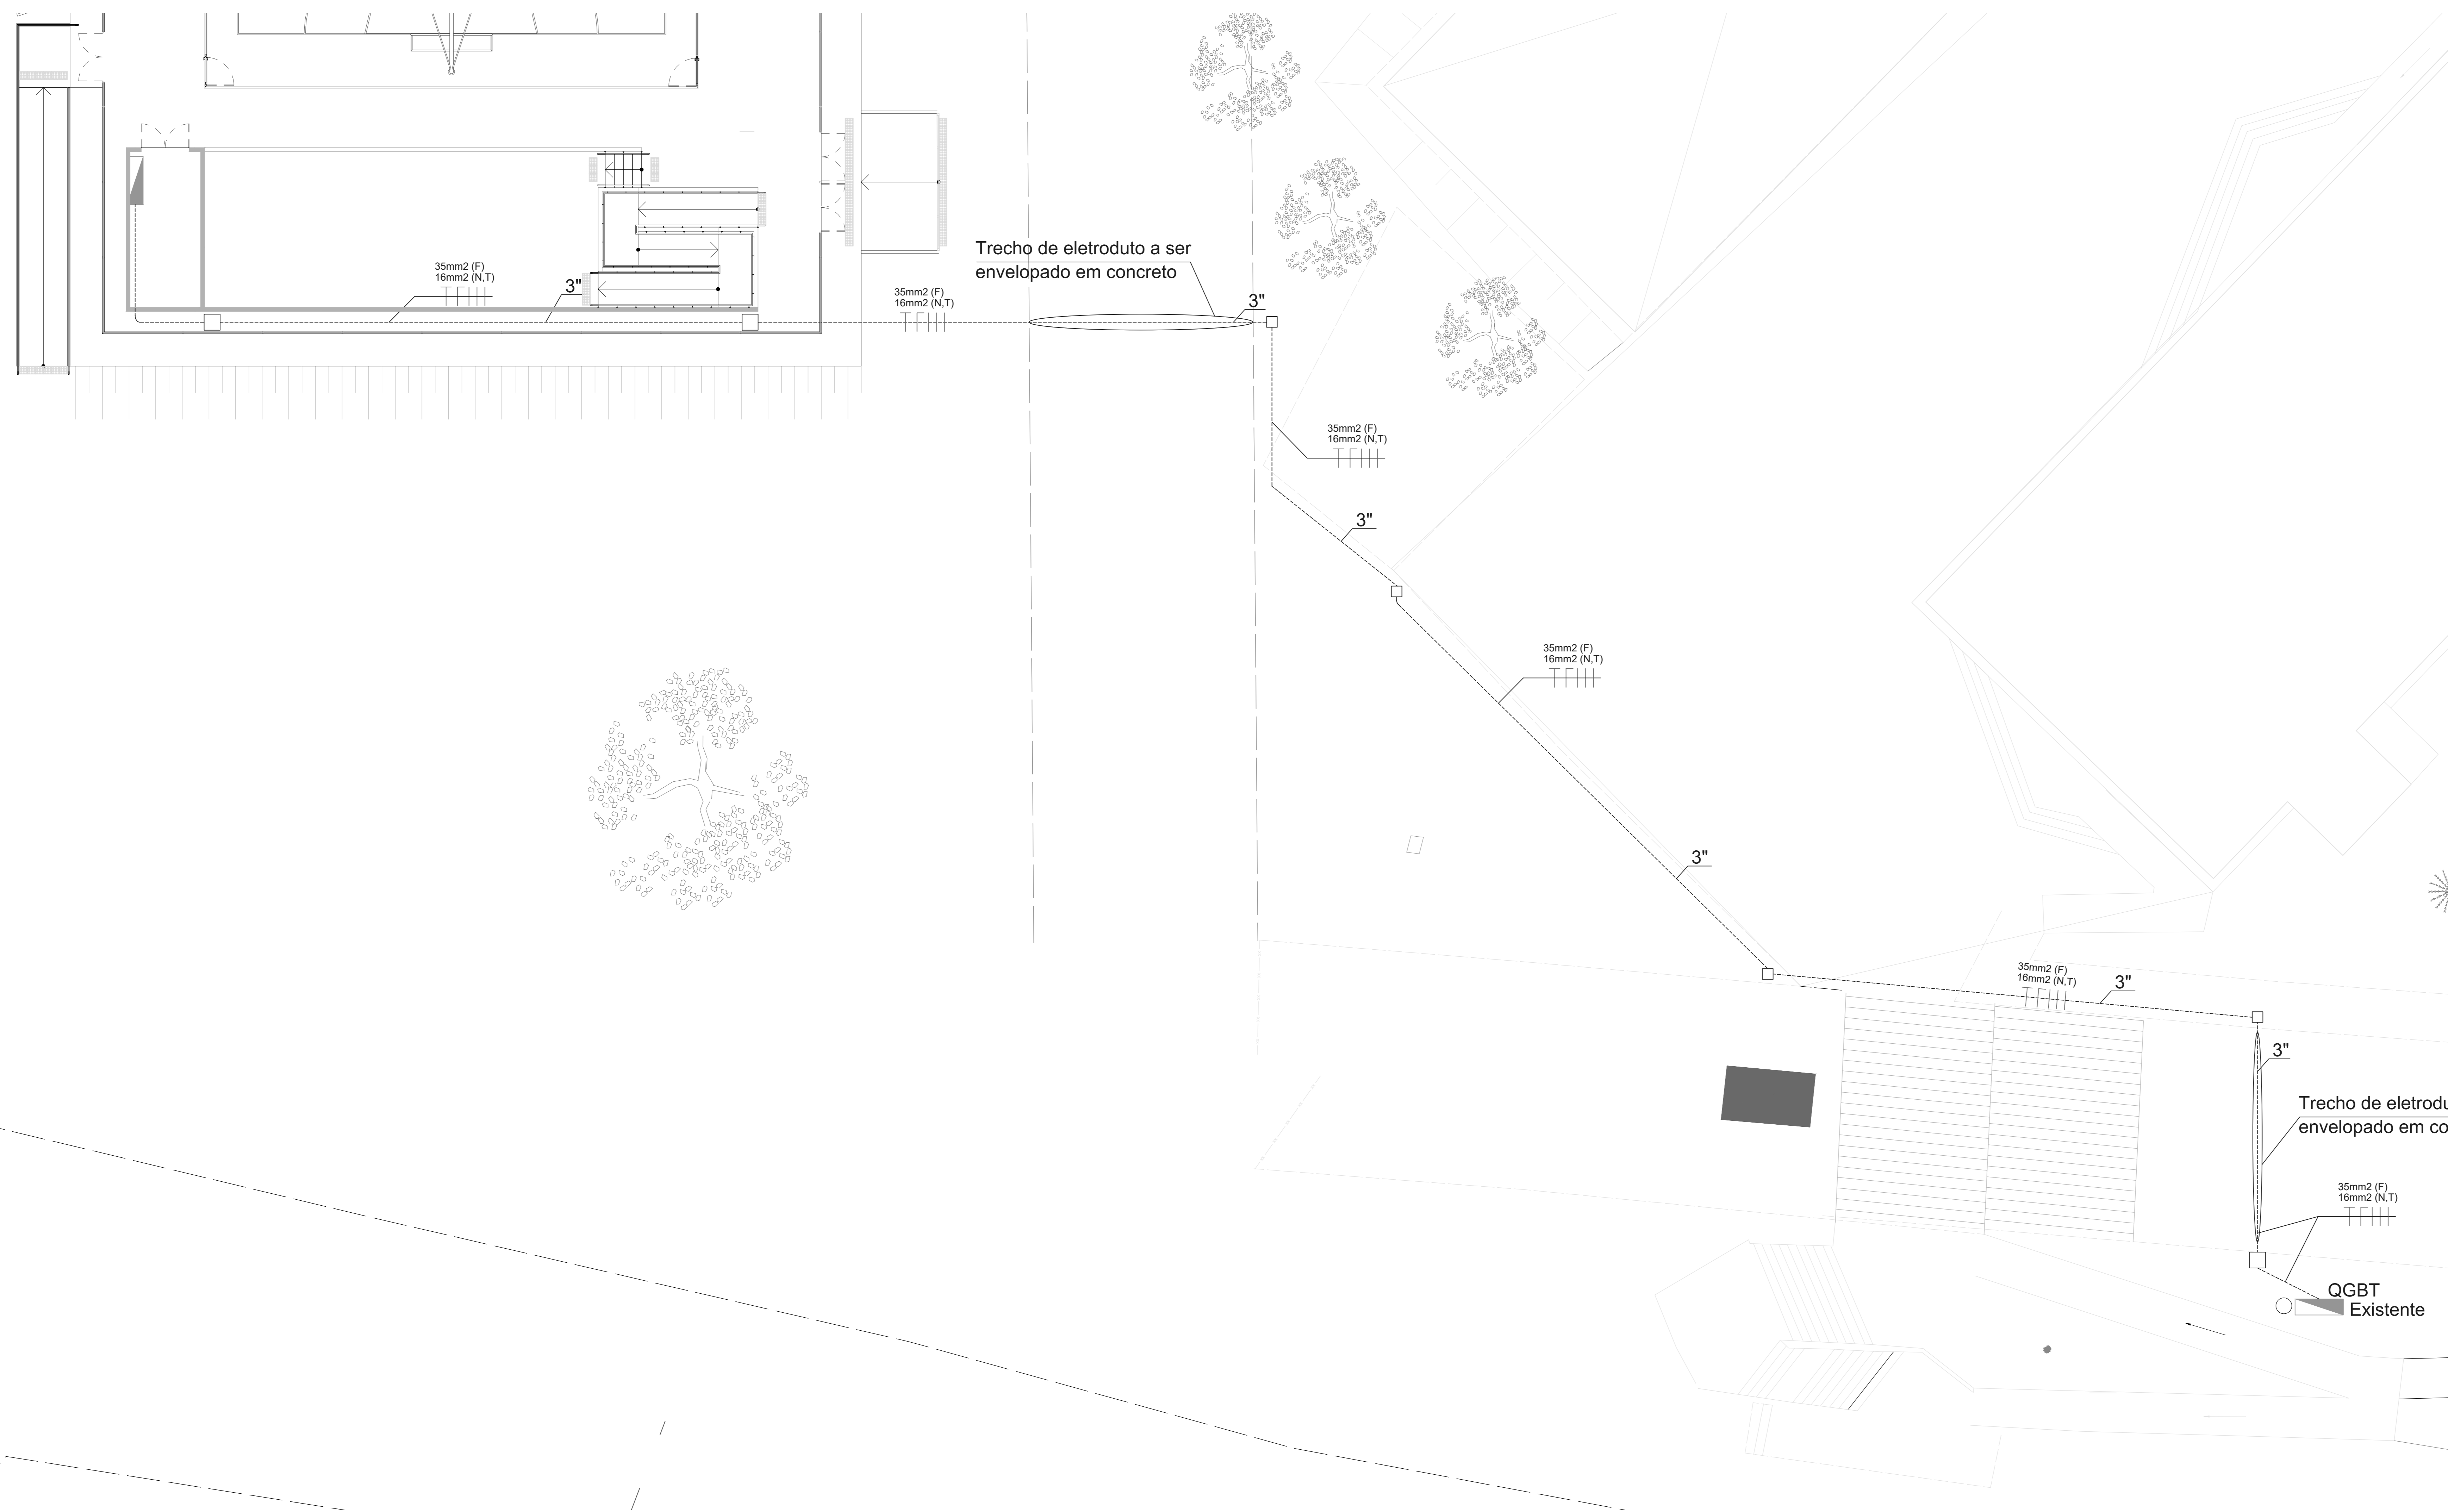 Trecho de eletroduto a ser
envelopado em concreto
35mm2 (F)
16mm2 (N,T)
3"
35mm2 (F)
16mm2 (N,T)
3"
35mm2 (F)
16mm2 (N,T)
3"
35mm2 (F)
16mm2 (N,T)
3"
35mm2 (F)
16mm2 (N,T)
3"
3"
Trecho de eletrodu
envelopado em co
35mm2 (F)
16mm2 (N,T)
QGBT
Existente